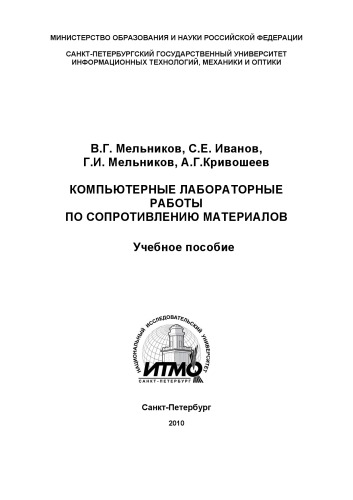 МИНИСТЕРСТВО ОБРАЗОВАНИЯ И НАУКИ РОССИЙСКОЙ ФЕДЕРАЦИИ
САНКТ-ПЕТЕРБУРГСКИЙ ГОСУДАРСТВЕННЫЙ УНИВЕРСИТЕТ
ИНФОРМАЦИОННЫХ ТЕХНОЛОГИЙ, МЕХАНИКИ И ОПТИКИ
В.Г. Мельников, С.Е. Иванов,
Г.И. Мельников, А.Г.Кривошеев
КОМПЬЮТЕРНЫЕ ЛАБОРАТОРНЫЕ
РАБОТЫ
ПО СОПРОТИВЛЕНИЮ МАТЕРИАЛОВ
Учебное пособие
НАЦИОНАЛЬНЫЙ ИССЛЕДОВАТЕЛЬСКИЙ УНИВЕРСИТЕТ
ИТМО
САНКТ-ПЕТЕРБУРГ
Санкт-Петербург
2010